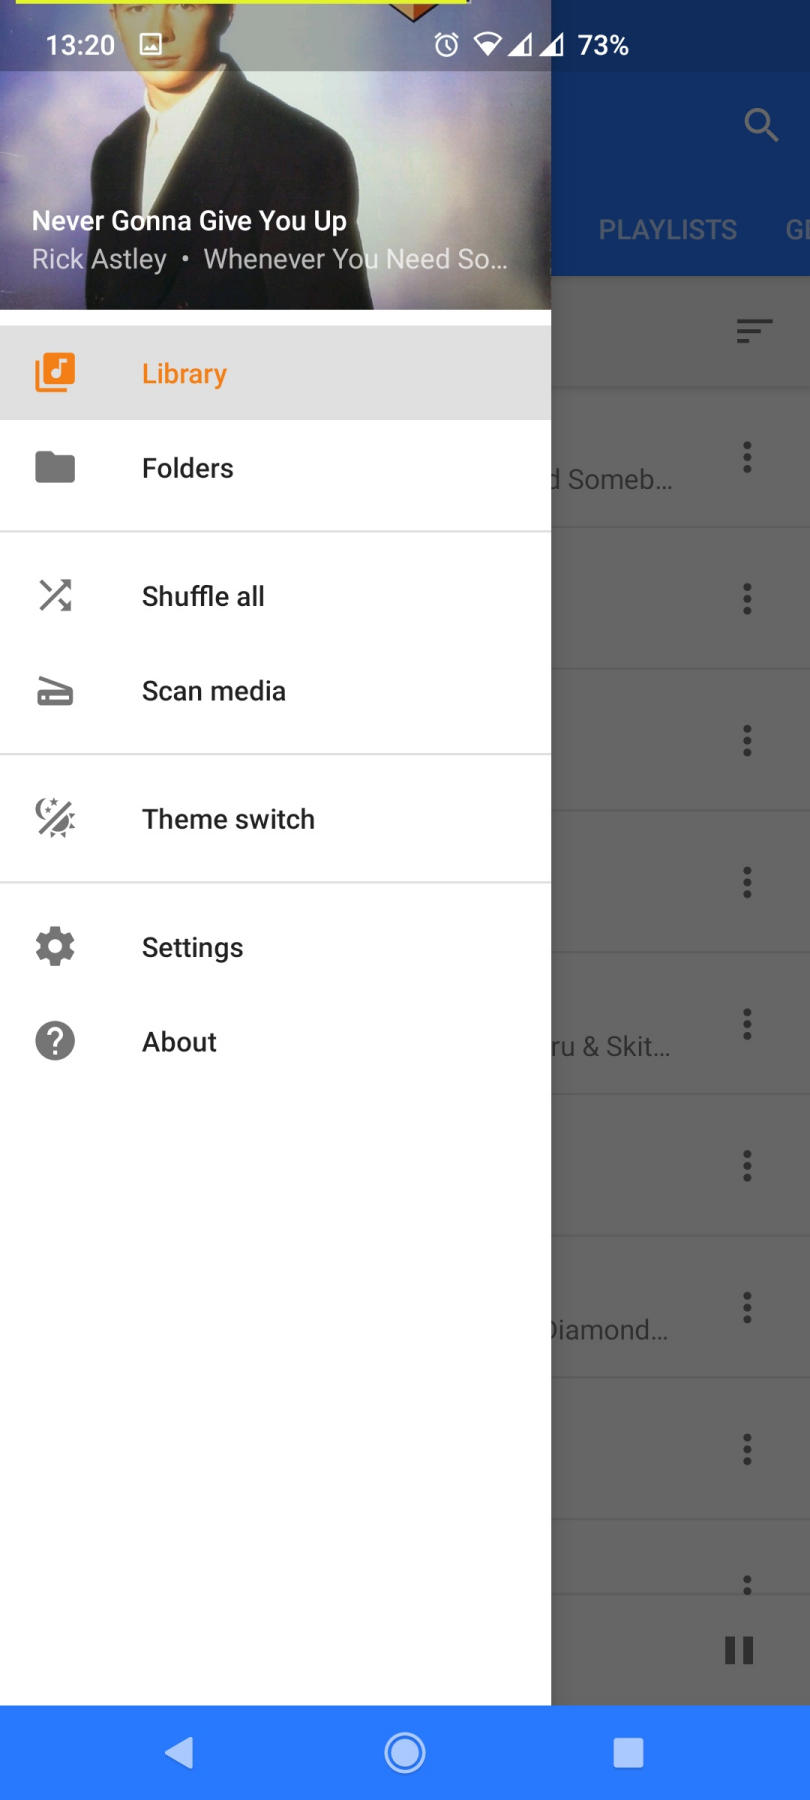 13:20 73%
PLAYLISTS GE
Never Gonna Give You Up
Rick Astley • Whenever You Need So...
Library
Folders
d Someb...
Shuffle all
Scan media
Theme switch
Settings
About
ru & Skit...
Diamond...